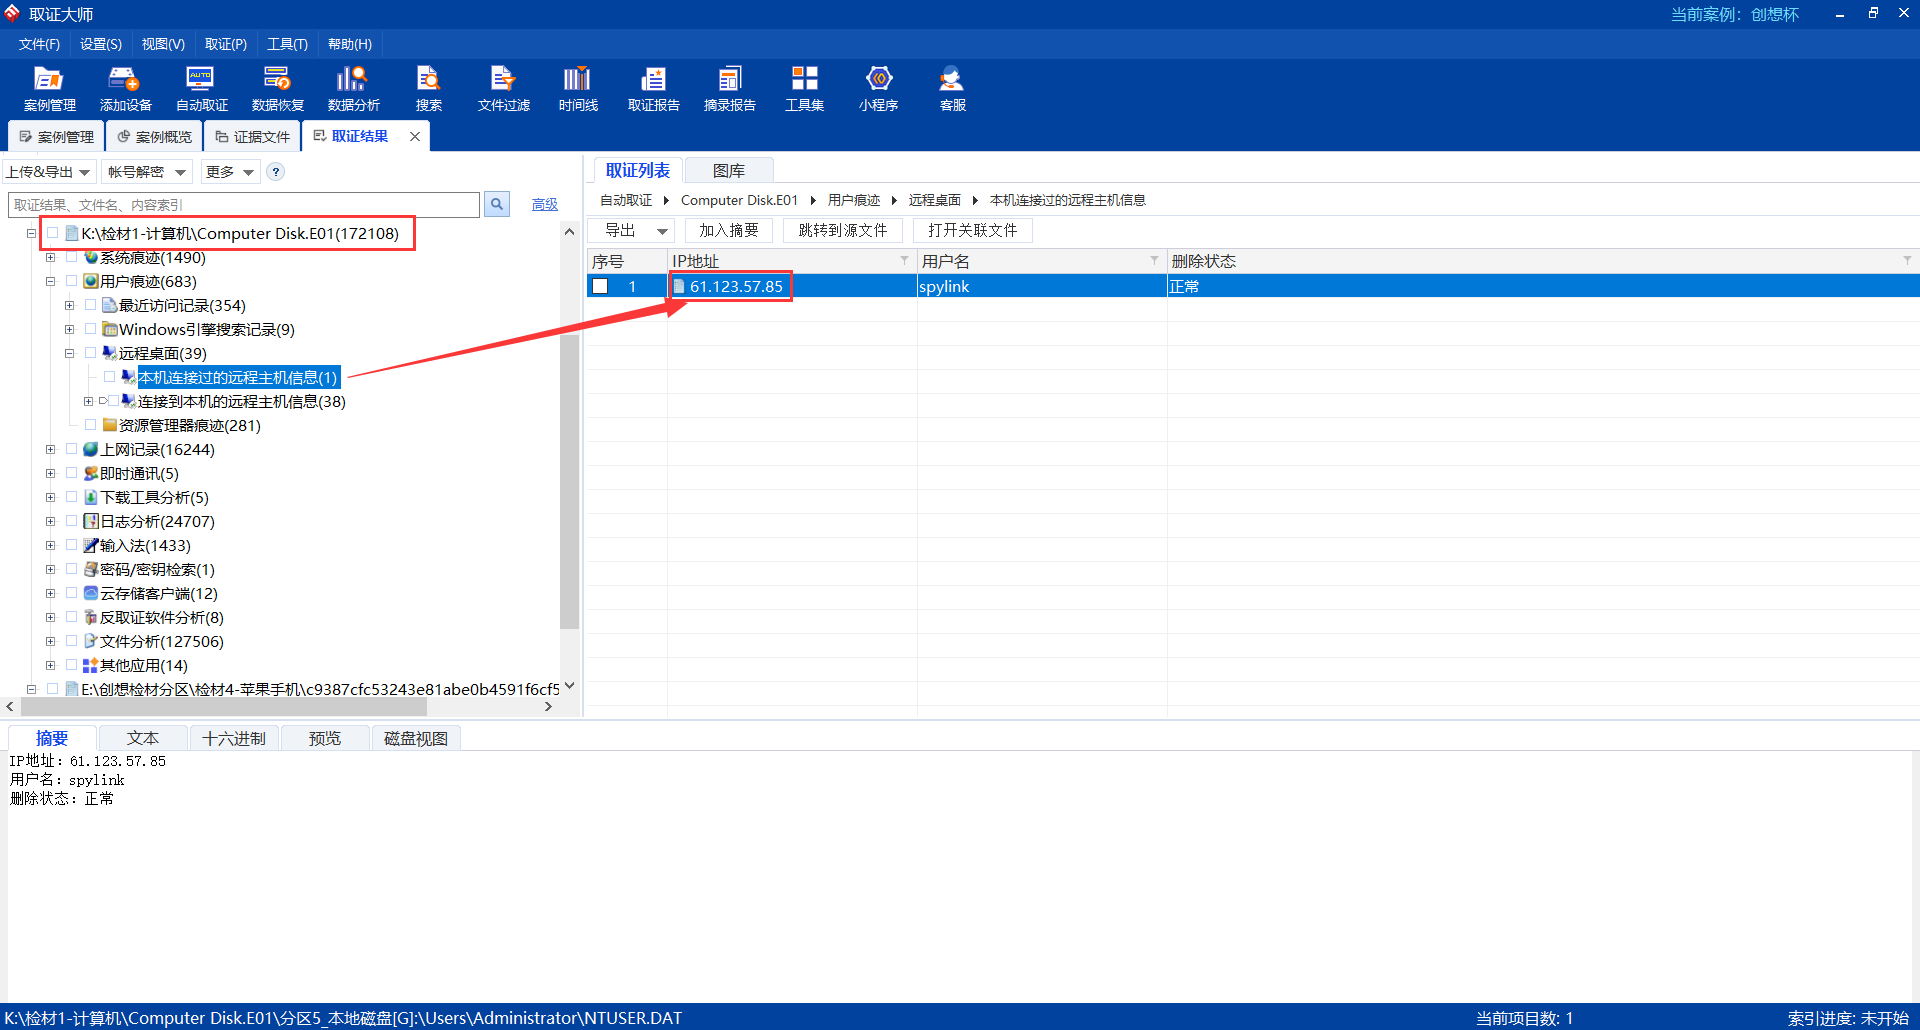 取证大师
当前案例：创想杯
文件(F) 设置(S) 视图(V) 取证(P) 工具(T) 帮助(H)
案例管理 添加设备 自动取证 数据恢复 数据分析 搜索 文件过滤 时间线 取证报告 摘录报告 工具集 小程序 客服
AUTO
案例管理 案例概览 证据文件 取证结果
上传&导出 帐号解密 更多 ?
取证结果、文件名、内容索引
高级
K:\检材1-计算机\Computer Disk.E01(172108)
系统痕迹(1490)
用户痕迹(683)
最近访问记录(354)
Windows引擎搜索记录(9)
远程桌面(39)
本机连接过的远程主机信息(1)
连接到本机的远程主机信息(38)
资源管理器痕迹(281)
上网记录(16244)
即时通讯(5)
下载工具分析(5)
日志分析(24707)
输入法(1433)
密码/密钥检索(1)
云存储客户端(12)
反取证软件分析(8)
文件分析(127506)
其他应用(14)
E:\创想检材分区\检材4-苹果手机\c9387cfc53243e81abe0b4591f6cf5
取证列表 图库
自动取证 Computer Disk.E01 用户痕迹 远程桌面 本机连接过的远程主机信息
导出 加入摘要 跳转到源文件 打开关联文件
序号 IP地址 用户名 删除状态
1 61.123.57.85 spylink 正常
摘要 文本 十六进制 预览 磁盘视图
IP地址：61.123.57.85
用户名：spylink
删除状态：正常
K:\检材1-计算机\Computer Disk.E01\分区5_本地磁盘[G]:\Users\Administrator\NTUSER.DAT
当前项目数: 1
索引进度: 未开始